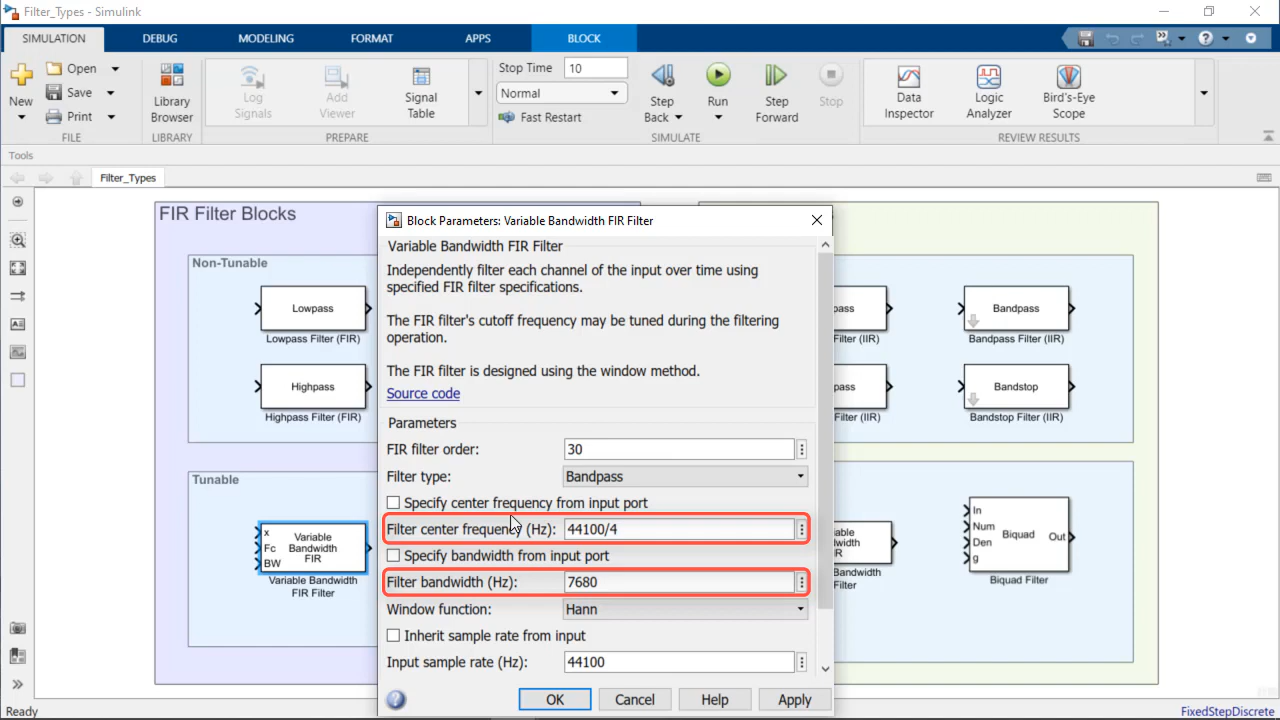 Filter_Types - Simulink
SIMULATION DEBUG MODELING FORMAT APPS BLOCK
New
Open
Save
Print
FILE
Library
Browser
LIBRARY
Log
Signals
Add
Viewer
Signal
Table
PREPARE
Stop Time 10
Normal
Fast Restart
Step
Back
Run
Step
Forward
Stop
SIMULATE
Data
Inspector
Logic
Analyzer
Bird's-Eye
Scope
REVIEW RESULTS
Tools
Filter_Types
FIR Filter Blocks
Non-Tunable
Lowpass
Lowpass Filter (FIR)
Highpass
Highpass Filter (FIR)
Tunable
x
Fc
BW
Variable
Bandwidth
FIR
Variable Bandwidth
FIR Filter
Block Parameters: Variable Bandwidth FIR Filter
Variable Bandwidth FIR Filter
Independently filter each channel of the input over time using
specified FIR filter specifications.
The FIR filter's cutoff frequency may be tuned during the filtering
operation.
The FIR filter is designed using the window method.
Source code
Parameters
FIR filter order: 30
Filter type: Bandpass
Specify center frequency from input port
Filter center frequency (Hz): 44100/4
Specify bandwidth from input port
Filter bandwidth (Hz): 7680
Window function: Hann
Inherit sample rate from input
Input sample rate (Hz): 44100
OK Cancel Help Apply
pass
Filter (IIR)
Bandpass
Bandpass Filter (IIR)
pass
Filter (IIR)
Bandstop
Bandstop Filter (IIR)
able
width
R
Bandwidth
Filter
In
Num
Den
g
Biquad
Out
Biquad Filter
Ready
FixedStepDiscrete